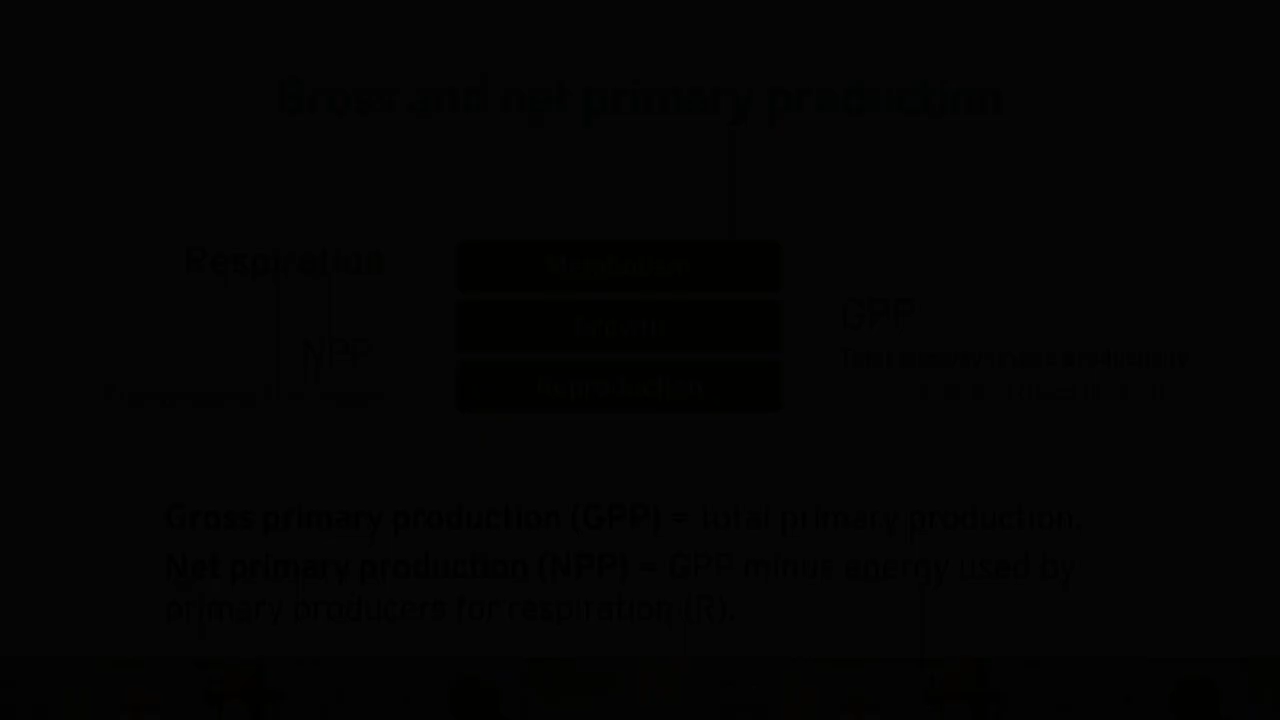 Gross and net primary production
Respiration
Respiration
Growth
Reproduction
NPP
GPP
Gross primary production (GPP) = total primary production.
Net primary production (NPP) = GPP minus energy used by
primary producers for respiration (R).